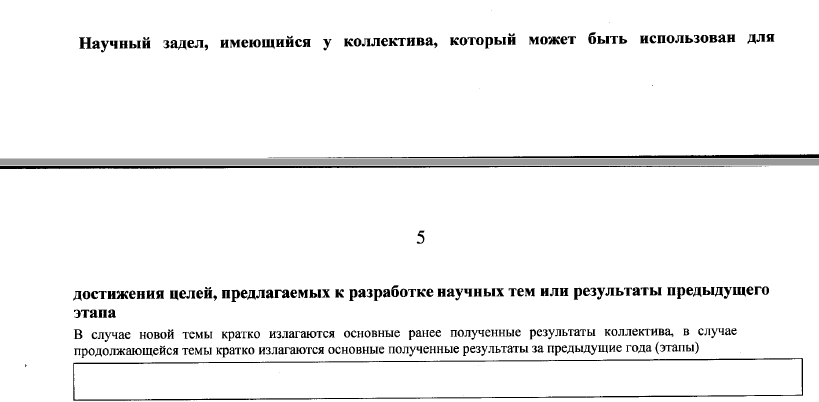 Научный задел, имеющийся у коллектива, который может быть использован для
5
достижения целей, предлагаемых к разработке научных тем или результаты предыдущего
этапа
В случае новой темы кратко излагаются основные ранее полученные результаты коллектива, в случае
продолжающейся темы кратко излагаются основные полученные результаты за предыдущие года (этапы)